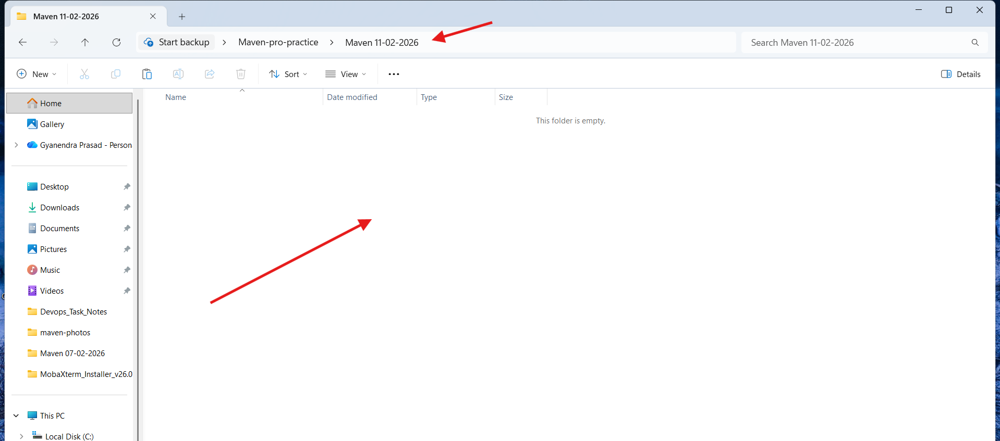 Maven 11-02-2026
Start backup > Maven-pro-practice > Maven 11-02-2026
Search Maven 11-02-2026
New
Sort
View
Details
Name
Date modified
Type
Size
This folder is empty.
Home
Gallery
Gyanendra Prasad - Person
Desktop
Downloads
Documents
Pictures
Music
Videos
Devops_Task_Notes
maven-photos
Maven 07-02-2026
MobaXterm_Installer_v26.0
This PC
Local Disk (C:)